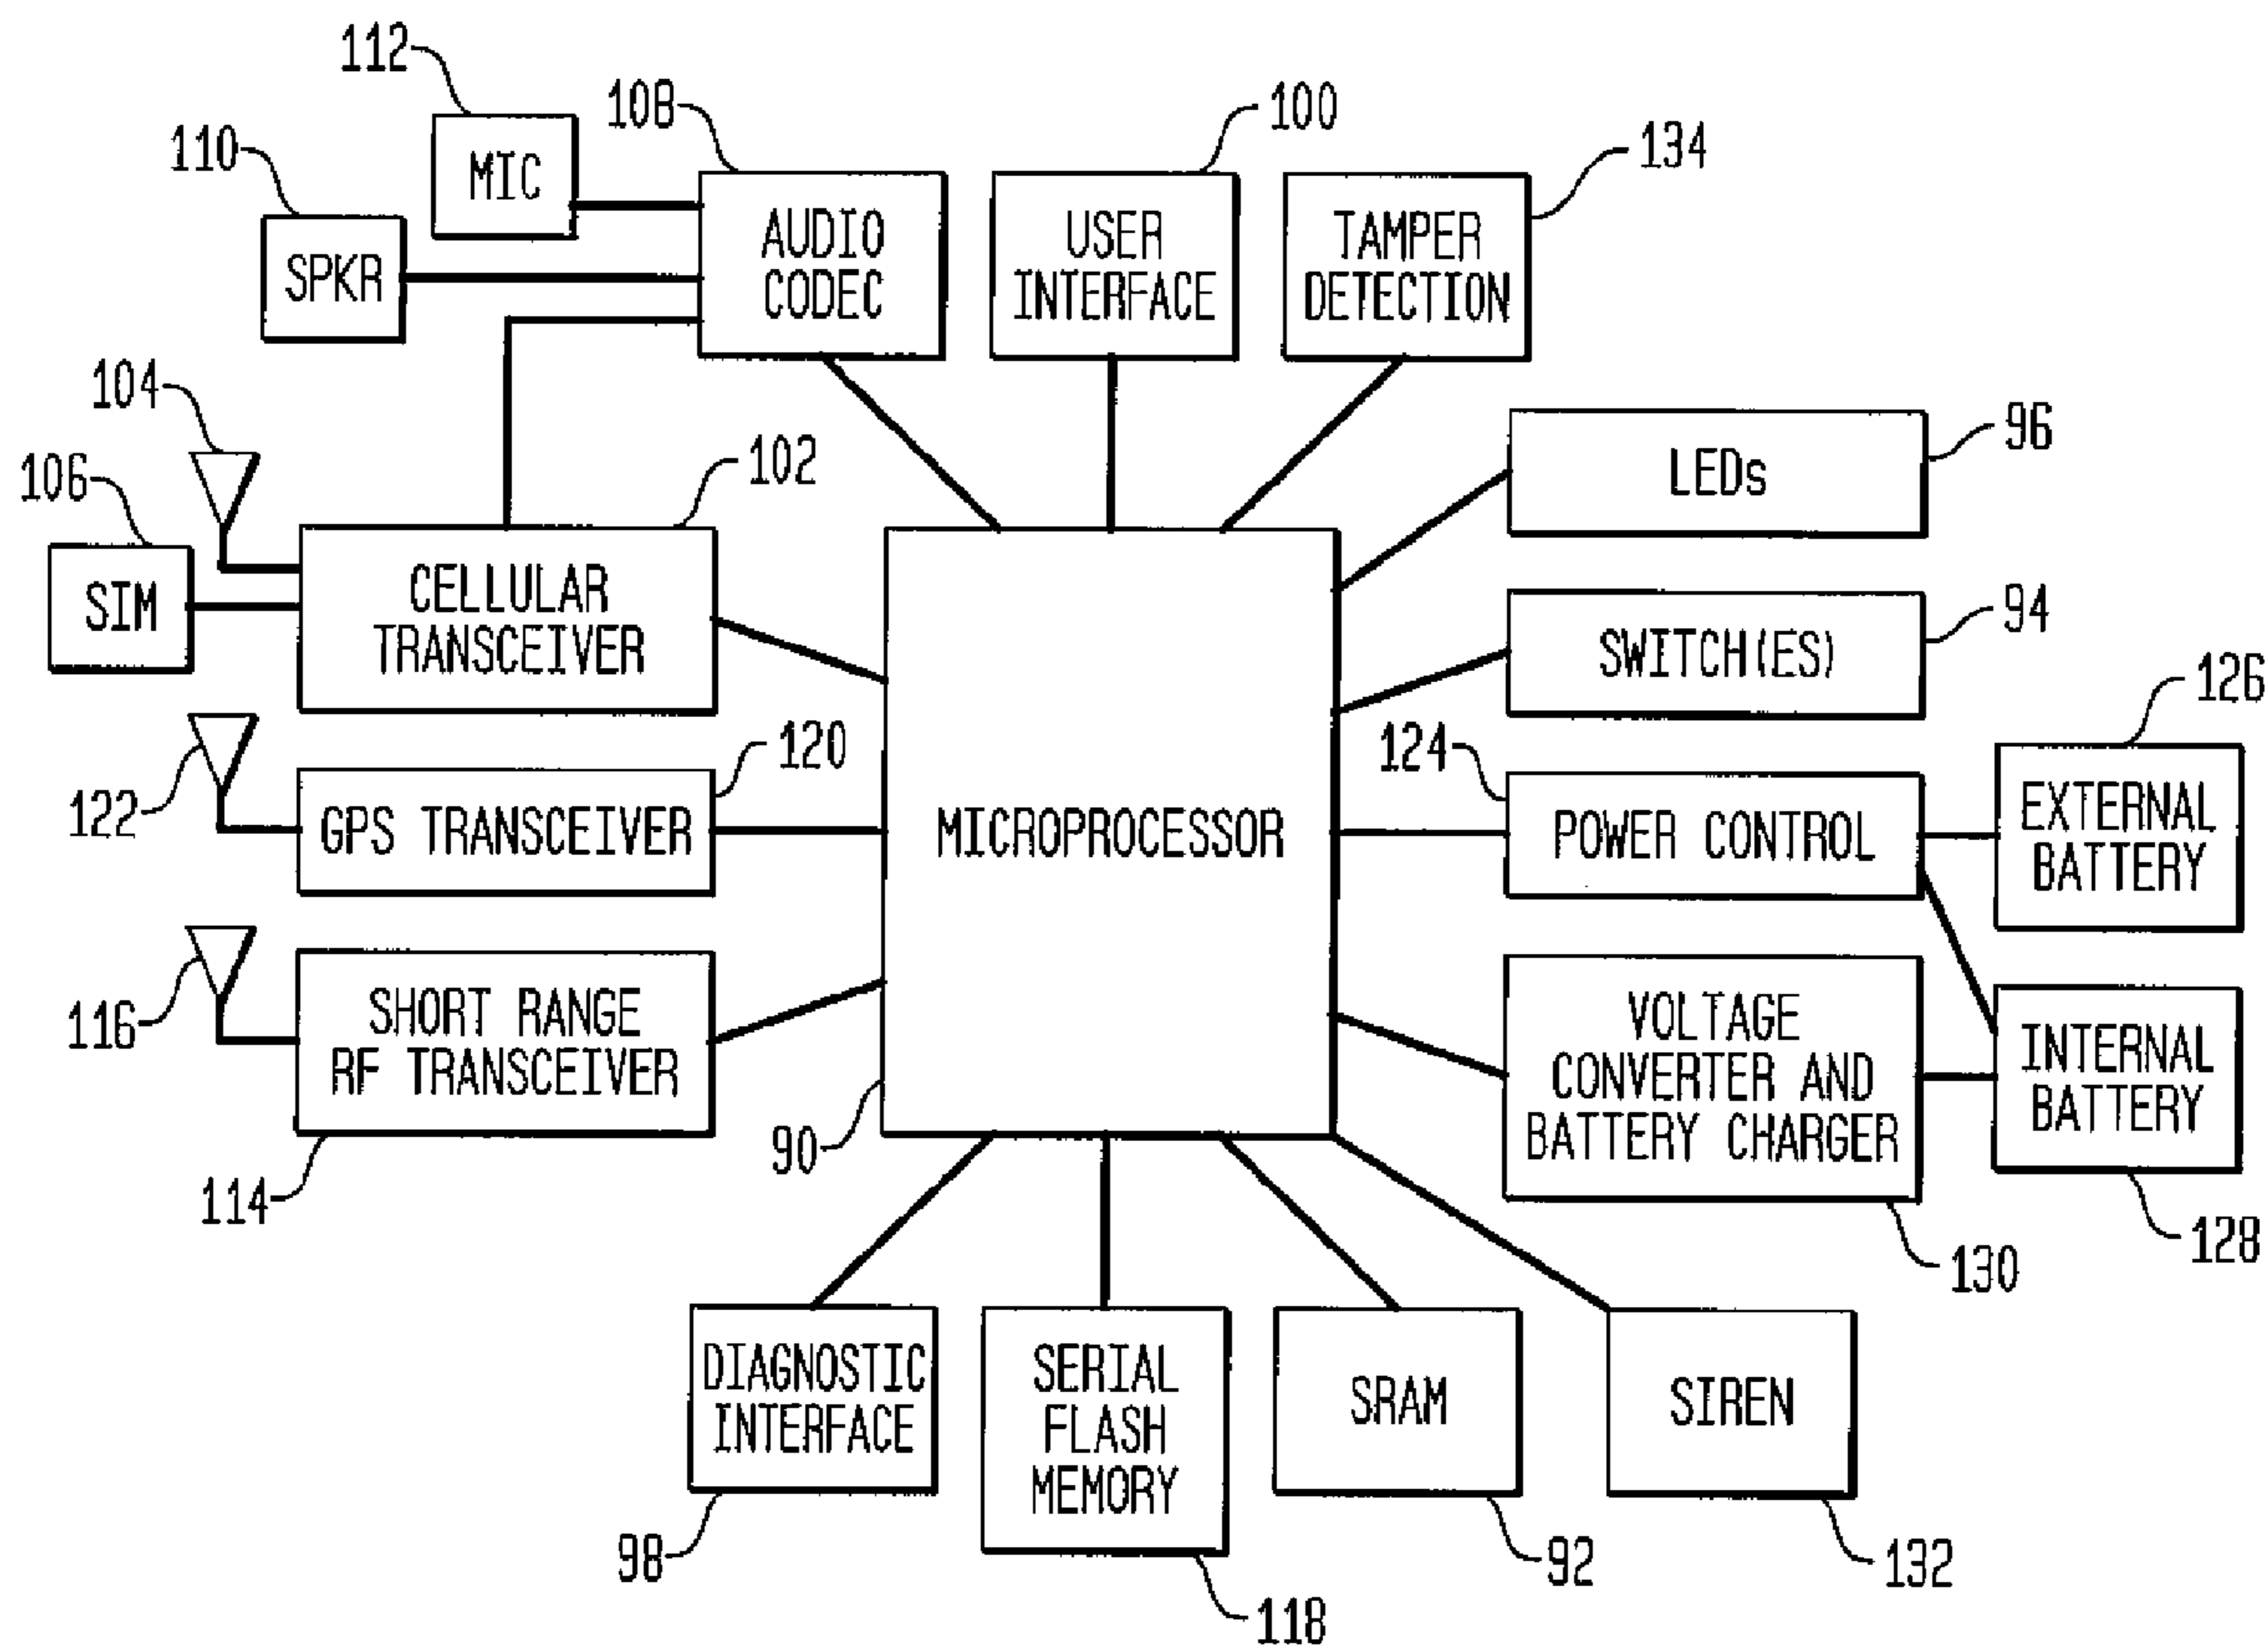 112
MIC
108
100
134
110
SPKR
AUDIO
CODEC
USER
INTERFACE
TAMPER
DETECTION
104
106
SIM
102
CELLULAR
TRANSCEIVER
96
LEDs
94
SWITCH(ES)
122
120
GPS TRANSCEIVER
MICROPROCESSOR
124
POWER CONTROL
126
EXTERNAL
BATTERY
116
SHORT RANGE
RF TRANSCEIVER
114
90
VOLTAGE
CONVERTER AND
BATTERY CHARGER
130
INTERNAL
BATTERY
128
DIAGNOSTIC
INTERFACE
98
SERIAL
FLASH
MEMORY
118
SRAM
92
SIREN
132